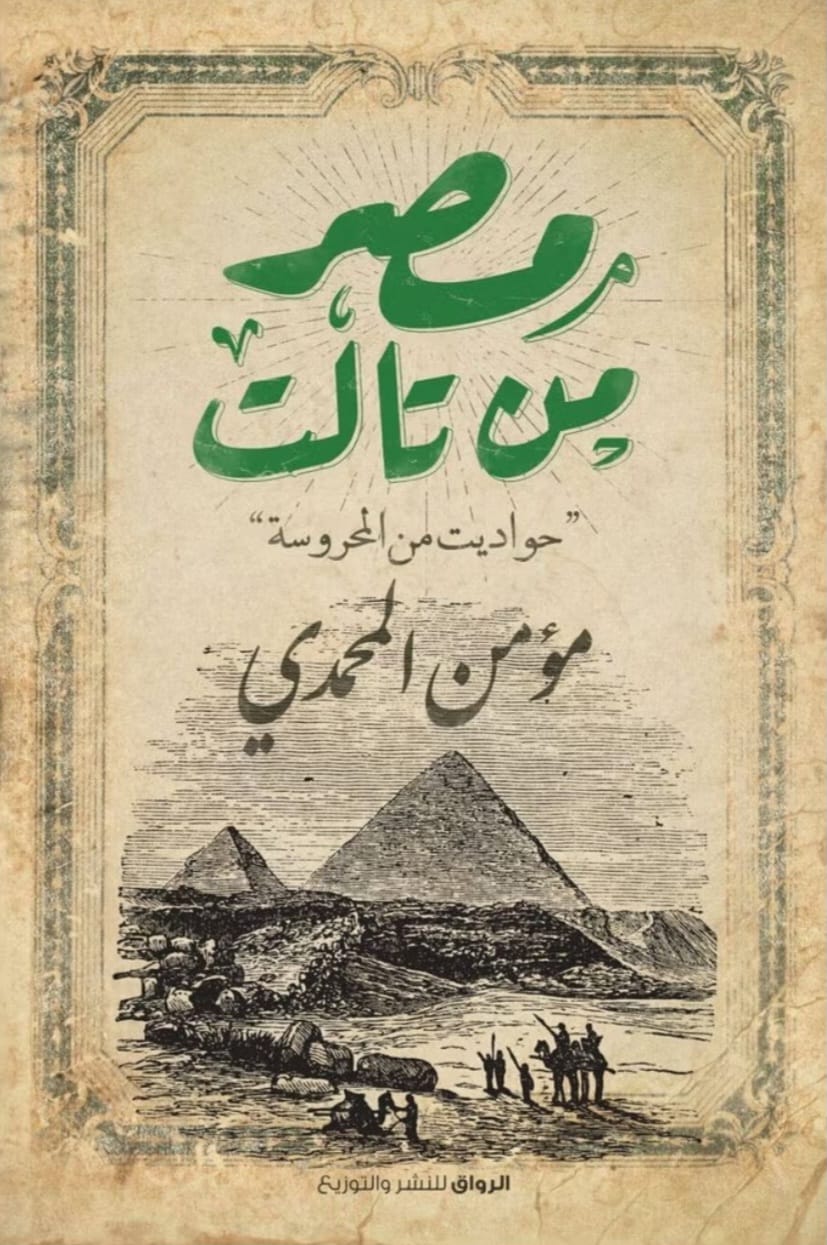 مصر
من تالت
"حواديت من المحروسة"
مؤمن المحمدي
الرواق للنشر والتوزيع